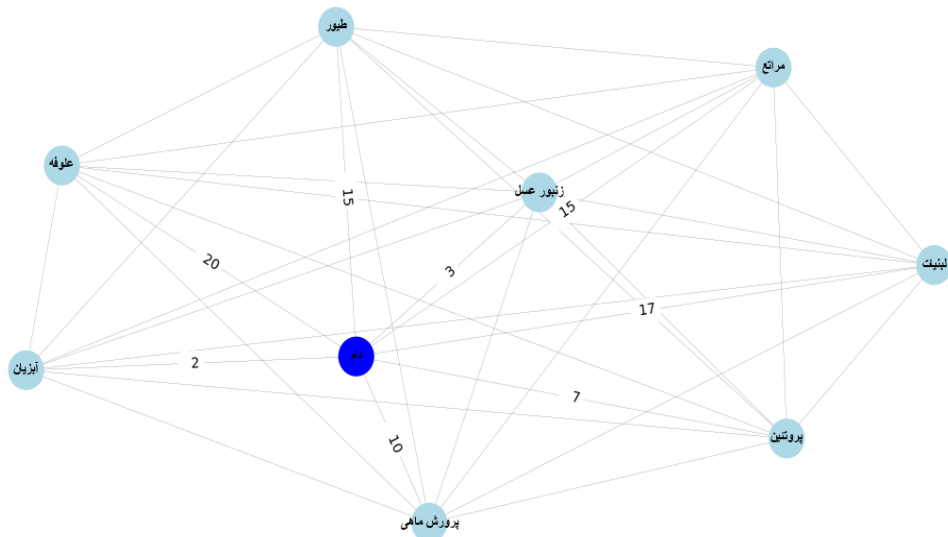 طیور
مراتع
علوفه
زنبور عسل
15
15
لبنیات
20
3
17
دام
آبزیان
2
7
پروتئین
10
پرورش ماهی